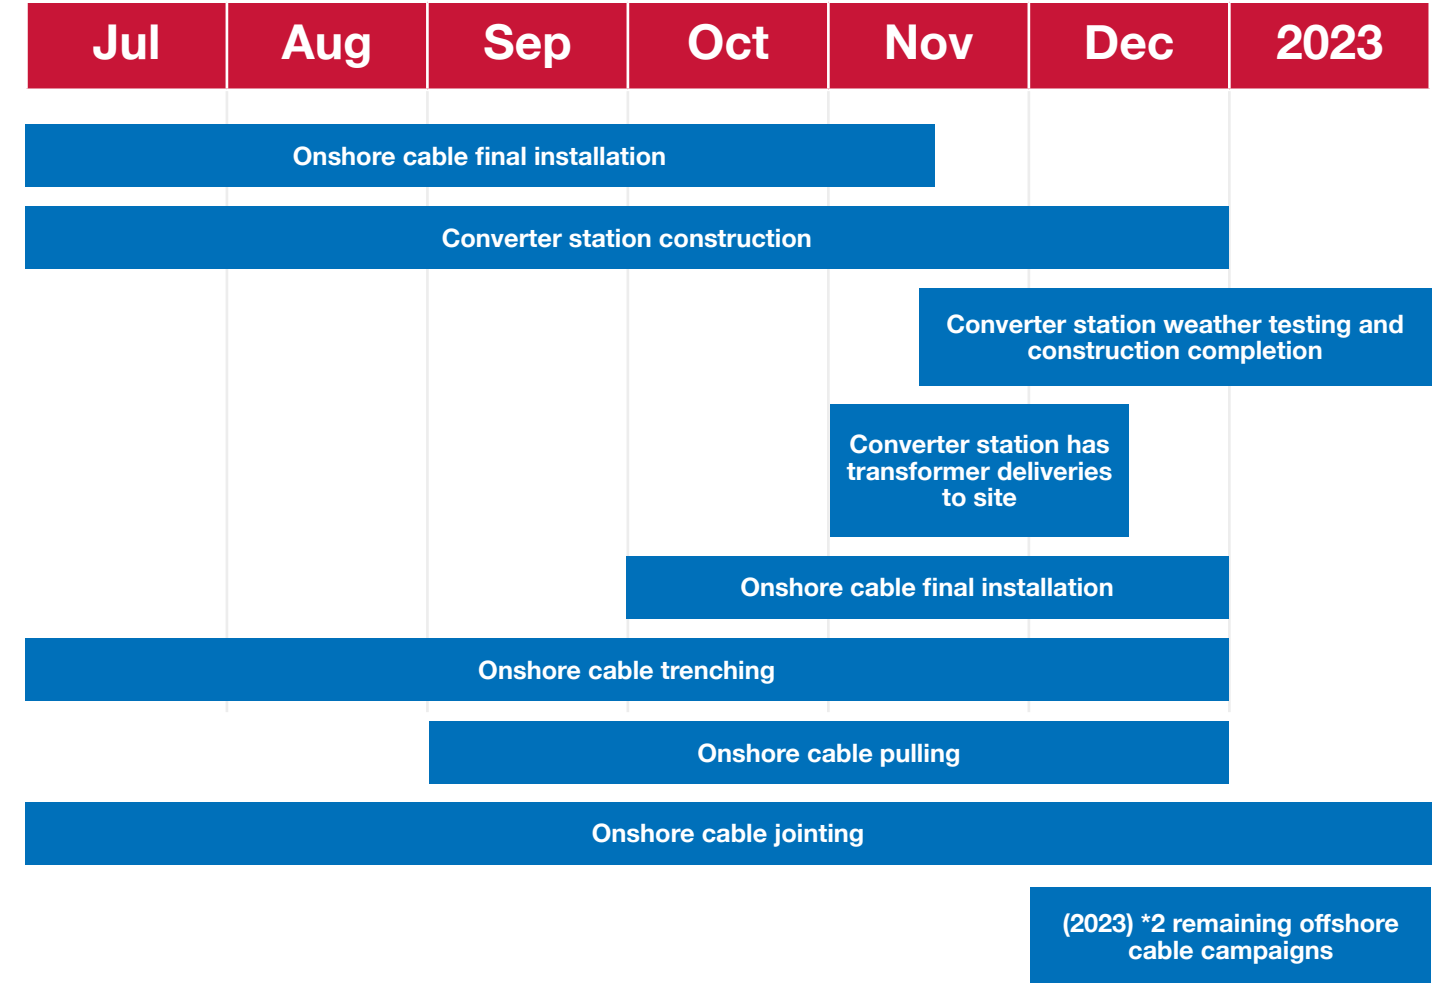 Jul Aug Sep Oct Nov Dec 2023
Onshore cable final installation
Converter station construction
Converter station weather testing and
construction completion
Converter station has
transformer deliveries
to site
Onshore cable final installation
Onshore cable trenching
Onshore cable pulling
Onshore cable jointing
(2023) *2 remaining offshore
cable campaigns